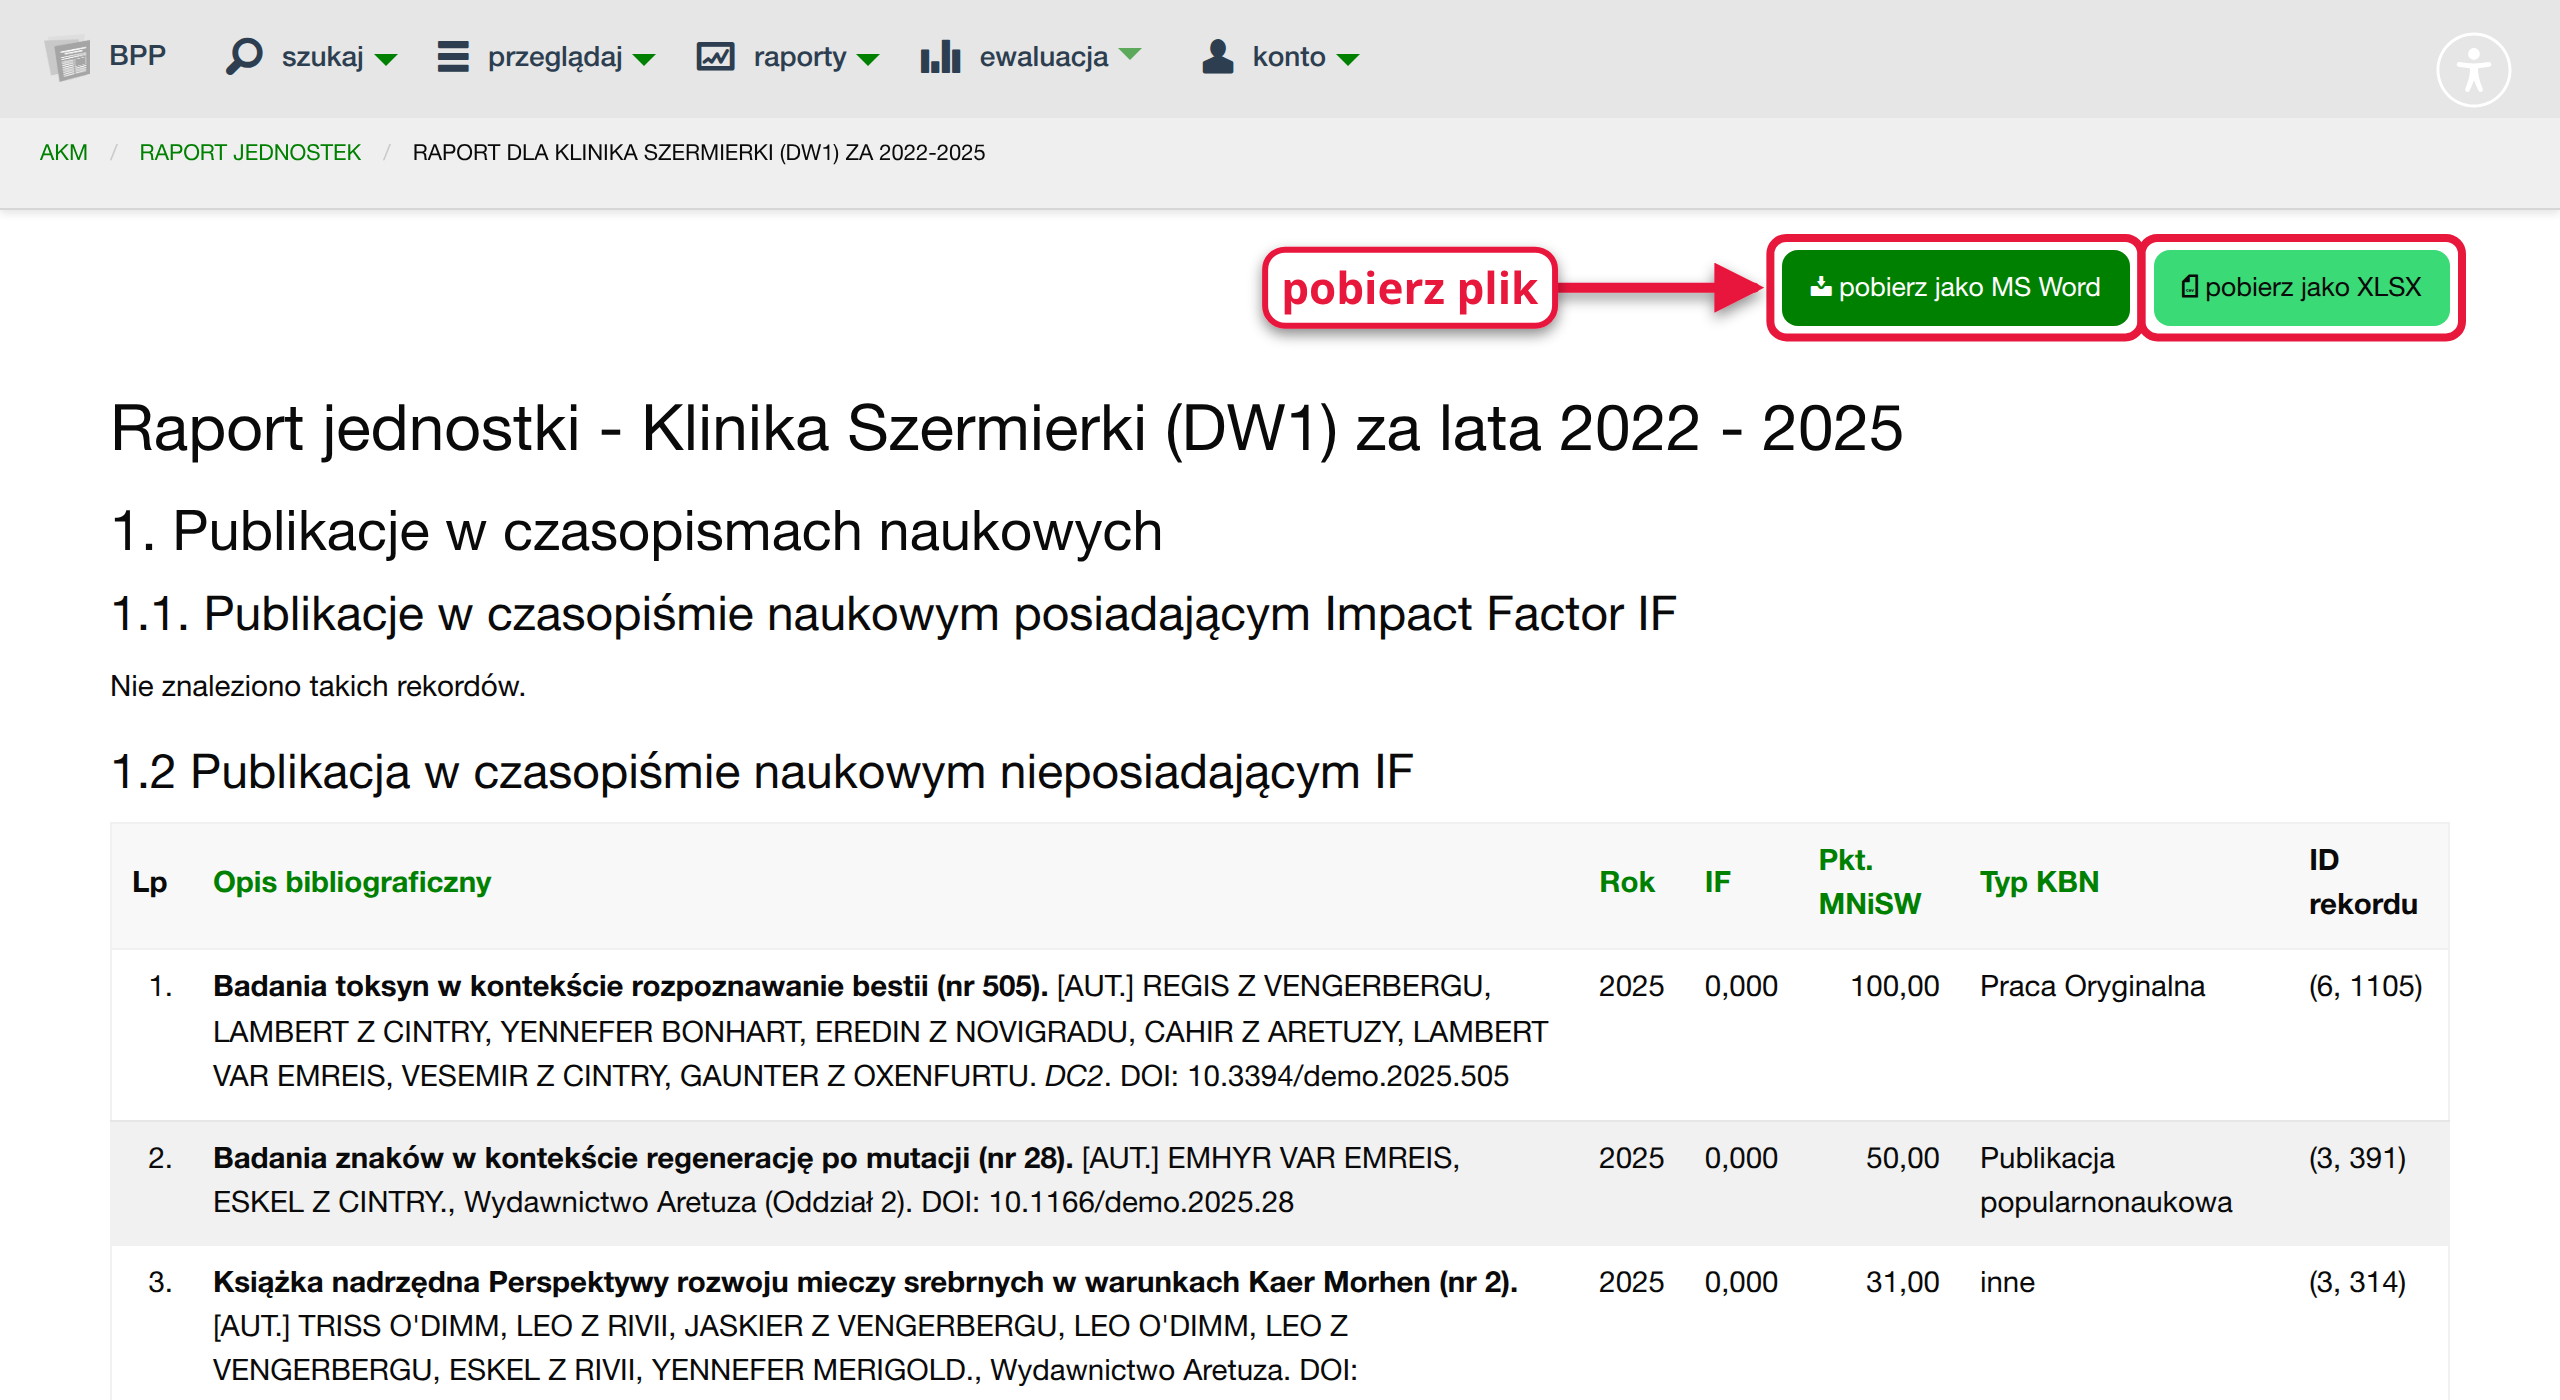 BPP szukaj przeglądaj raporty ewaluacja konto
AKM / RAPORT JEDNOSTEK / RAPORT DLA KLINIKA SZERMIERKI (DW1) ZA 2022-2025
pobierz plik pobierz jako MS Word pobierz jako XLSX
Raport jednostki - Klinika Szermierki (DW1) za lata 2022 - 2025
1. Publikacje w czasopismach naukowych
1.1. Publikacje w czasopiśmie naukowym posiadającym Impact Factor IF
Nie znaleziono takich rekordów.
1.2 Publikacja w czasopiśmie naukowym nieposiadającym IF
Lp Opis bibliograficzny Rok IF Pkt. MNiSW Typ KBN ID rekordu
1. Badania toksyn w kontekście rozpoznawanie bestii (nr 505). [AUT.] REGIS Z VENGERBERGU, 2025 0,000 100,00 Praca Oryginalna (6, 1105)
LAMBERT Z CINTRY, YENNEFER BONHART, EREDIN Z NOVIGRADU, CAHIR Z ARETUZY, LAMBERT
VAR EMREIS, VESEMIR Z CINTRY, GAUNTER Z OXENFURTU. DC2. DOI: 10.3394/demo.2025.505
2. Badania znaków w kontekście regenerację po mutacji (nr 28). [AUT.] EMHYR VAR EMREIS, 2025 0,000 50,00 Publikacja (3, 391)
ESKEL Z CINTRY., Wydawnictwo Aretuza (Oddział 2). DOI: 10.1166/demo.2025.28 popularnonaukowa
3. Książka nadrzędna Perspektywy rozwoju mieczy srebrnych w warunkach Kaer Morhen (nr 2). 2025 0,000 31,00 inne (3, 314)
[AUT.] TRISS O'DIMM, LEO Z RIVII, JASKIER Z VENGERBERGU, LEO O'DIMM, LEO Z
VENGERBERGU, ESKEL Z RIVII, YENNEFER MERIGOLD., Wydawnictwo Aretuza. DOI: